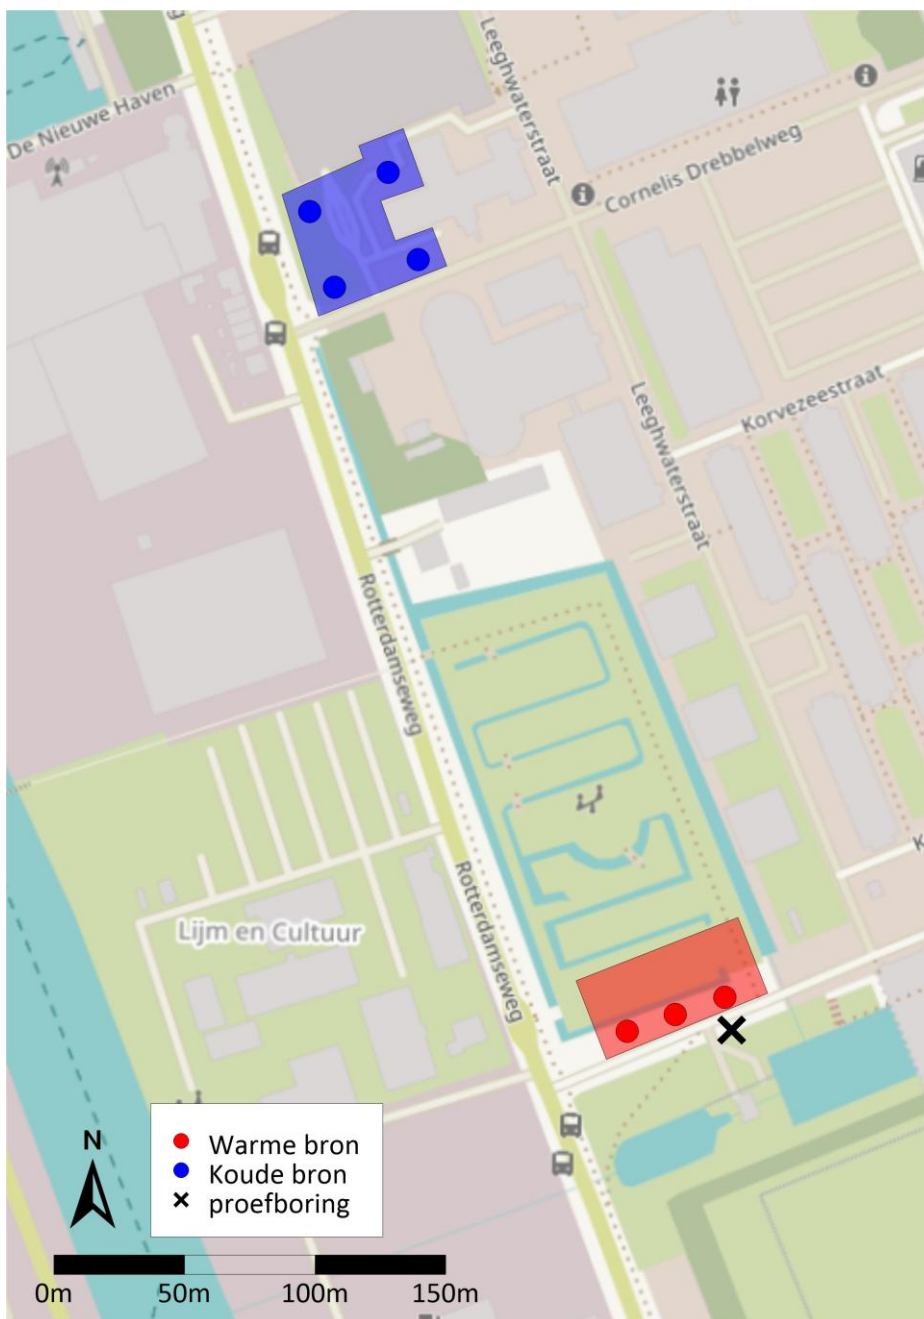 g
De Nieuwe Haven
Leeghwaterstraat
Cornelis Drebbelweg
Leeghwaterstraat
Korvezeestraat
Rotterdamseweg
K
Rotterdamseweg
Lijm en Cultuur
N
Warme bron
Koude bron
proefboring
0m 50m 100m 150m